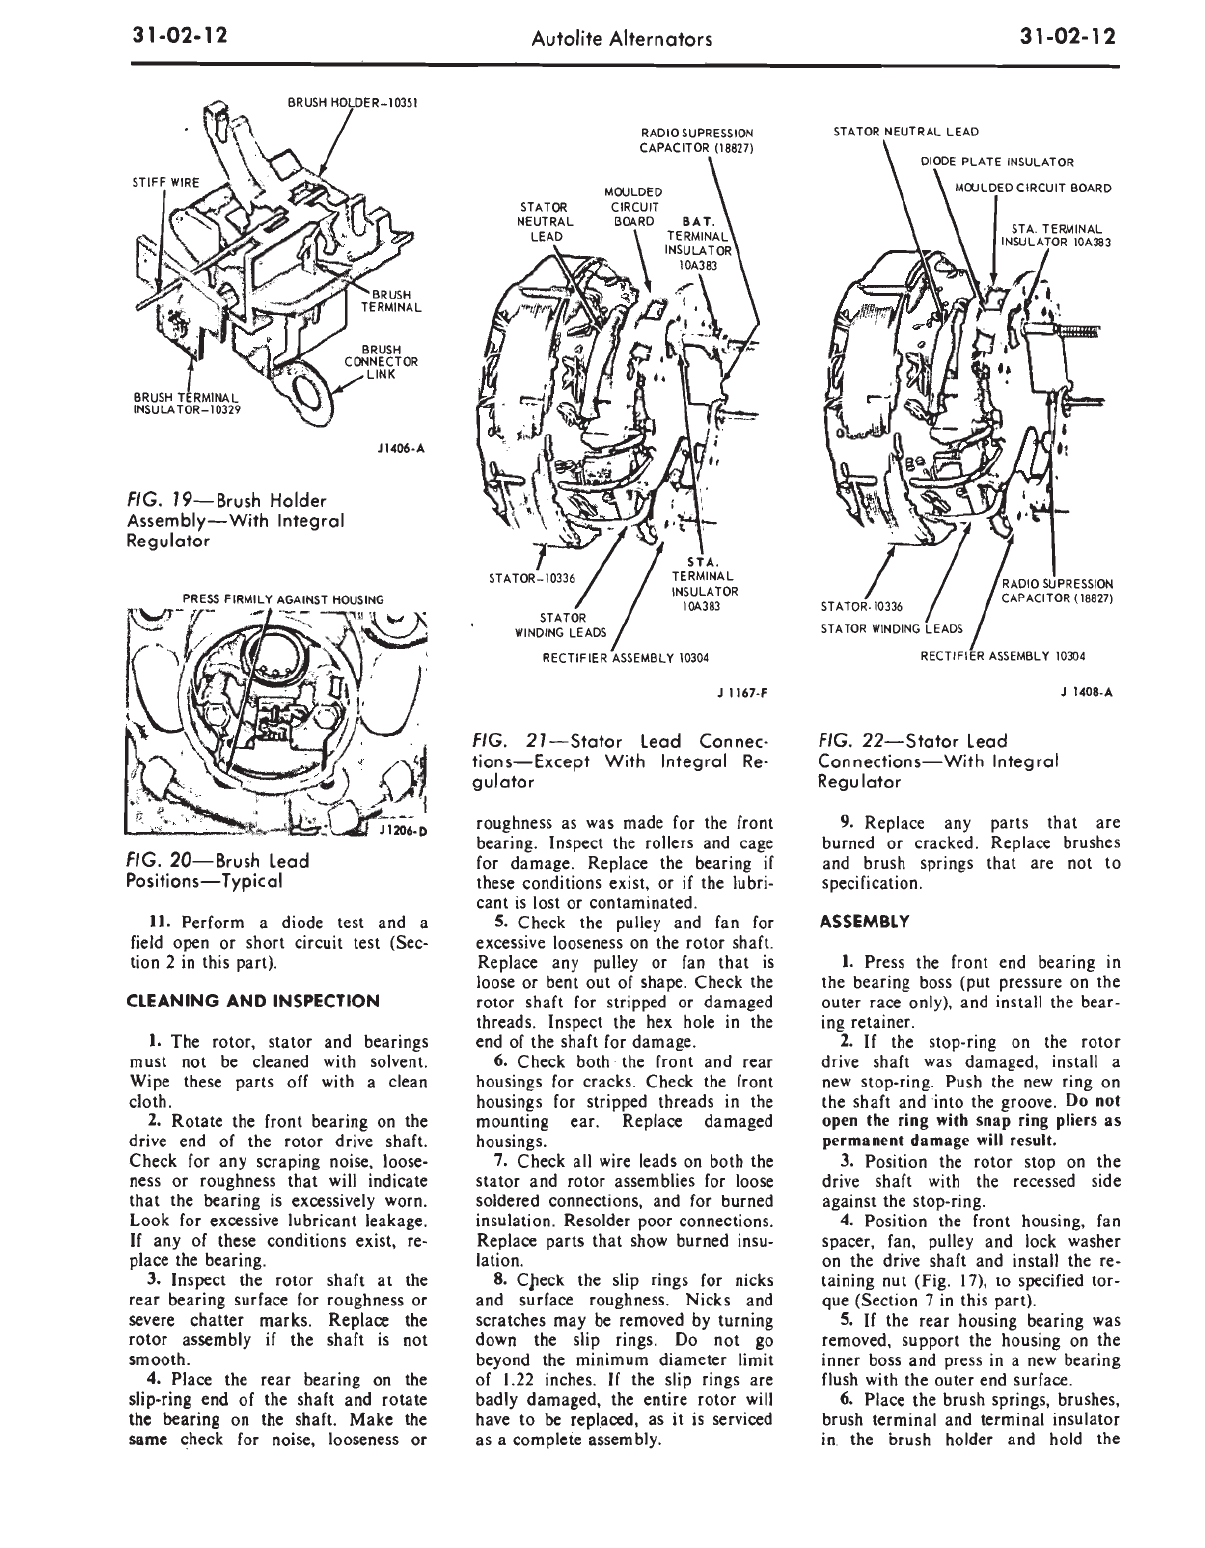 31-02-12
Autolite Alternators
31-02-12
BRUSH HOLDER-10351
STIFF WIRE
BRUSH
TERMINAL
BRUSH
CONNECTOR
LINK
BRUSH TERMINAL
INSULATOR-10329
J1406-A
FIG. 19—Brush Holder
Assembly—With Integral
Regulator
PRESS FIRMILY AGAINST HOUSING
J1206-D
FIG. 20—Brush Lead
Positions—Typical
11. Perform a diode test and a
field open or short circuit test (Sec-
tion 2 in this part).
CLEANING AND INSPECTION
1. The rotor, stator and bearings
must not be cleaned with solvent.
Wipe these parts off with a clean
cloth.
2. Rotate the front bearing on the
drive end of the rotor drive shaft.
Check for any scraping noise, loose-
ness or roughness that will indicate
that the bearing is excessively worn.
Look for excessive lubricant leakage.
If any of these conditions exist, re-
place the bearing.
3. Inspect the rotor shaft at the
rear bearing surface for roughness or
severe chatter marks. Replace the
rotor assembly if the shaft is not
smooth.
4. Place the rear bearing on the
slip-ring end of the shaft and rotate
the bearing on the shaft. Make the
same check for noise, looseness or
RADIO SUPRESSION
CAPACITOR (18827)
MOULDED
CIRCUIT
BOARD
STATOR
NEUTRAL
LEAD
BAT.
TERMINAL
INSULATOR
10A383
STATOR-10336
STA.
TERMINAL
INSULATOR
10A383
STATOR
WINDING LEADS
RECTIFIER ASSEMBLY 10304
J 1167-F
FIG. 21—Stator Lead Connec-
tions—Except With Integral Re-
gulator
roughness as was made for the front
bearing. Inspect the rollers and cage
for damage. Replace the bearing if
these conditions exist, or if the lubri-
cant is lost or contaminated.
5. Check the pulley and fan for
excessive looseness on the rotor shaft.
Replace any pulley or fan that is
loose or bent out of shape. Check the
rotor shaft for stripped or damaged
threads. Inspect the hex hole in the
end of the shaft for damage.
6. Check both the front and rear
housings for cracks. Check the front
housings for stripped threads in the
mounting ear. Replace damaged
housings.
7. Check all wire leads on both the
stator and rotor assemblies for loose
soldered connections, and for burned
insulation. Resolder poor connections.
Replace parts that show burned insu-
lation.
8. Check the slip rings for nicks
and surface roughness. Nicks and
scratches may be removed by turning
down the slip rings. Do not go
beyond the minimum diameter limit
of 1.22 inches. If the slip rings are
badly damaged, the entire rotor will
have to be replaced, as it is serviced
as a complete assembly.
STATOR NEUTRAL LEAD
DIODE PLATE INSULATOR
MOULDED CIRCUIT BOARD
STA. TERMINAL
INSULATOR 10A383
RADIO SUPRESSION
CAPACITOR (18827)
STATOR-10336
STATOR WINDING LEADS
RECTIFIER ASSEMBLY 10304
J 1408-A
FIG. 22—Stator Lead
Connections—With Integral
Regulator
9. Replace any parts that are
burned or cracked. Replace brushes
and brush springs that are not to
specification.
ASSEMBLY
1. Press the front end bearing in
the bearing boss (put pressure on the
outer race only), and install the bear-
ing retainer.
2. If the stop-ring on the rotor
drive shaft was damaged, install a
new stop-ring. Push the new ring on
the shaft and into the groove. Do not
open the ring with snap ring pliers as
permanent damage will result.
3. Position the rotor stop on the
drive shaft with the recessed side
against the stop-ring.
4. Position the front housing, fan
spacer, fan, pulley and lock washer
on the drive shaft and install the re-
taining nut (Fig. 17), to specified tor-
que (Section 7 in this part).
5. If the rear housing bearing was
removed, support the housing on the
inner boss and press in a new bearing
flush with the outer end surface.
6. Place the brush springs, brushes,
brush terminal and terminal insulator
in the brush holder and hold the